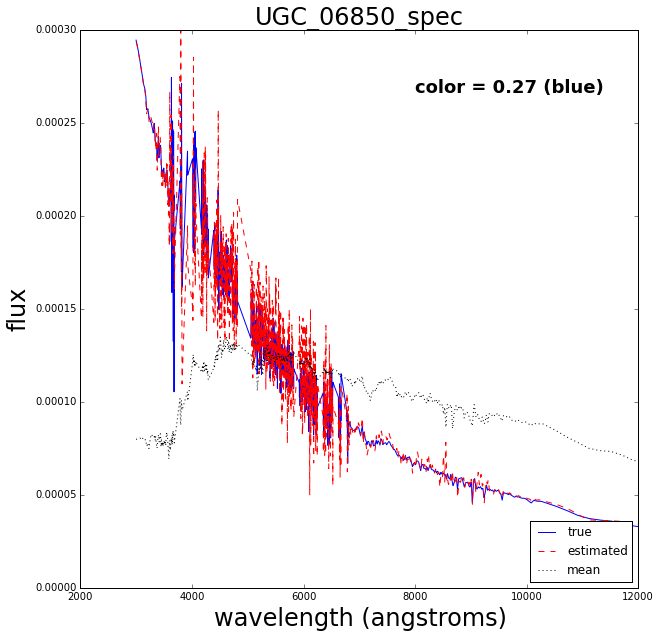 UGC_06850_spec
0.00030
color = 0.27 (blue)
0.00025
0.00020
0.00015
flux
0.00010
0.00005
true
estimated
mean
0.00000
2000 4000 6000 8000 10000 12000
wavelength (angstroms)